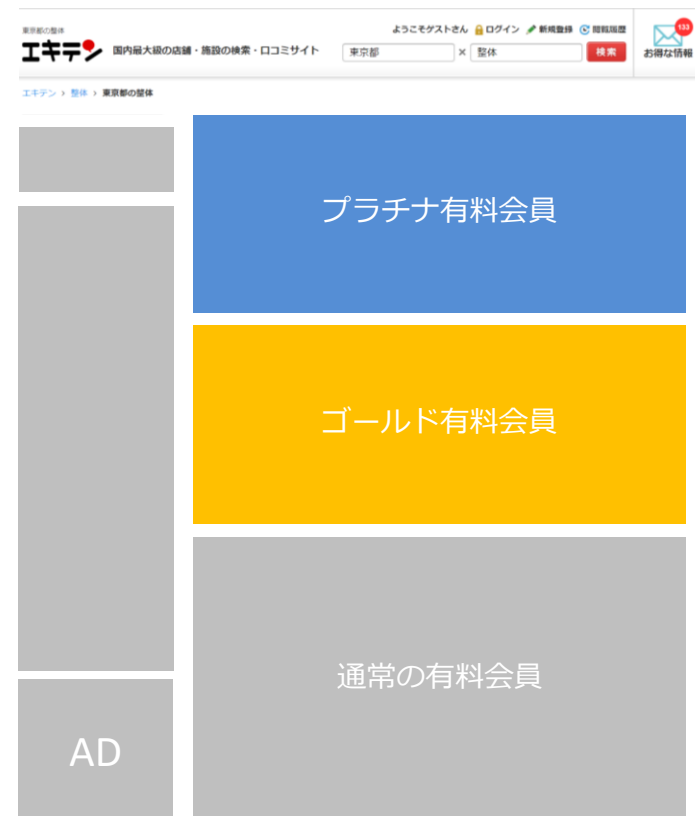 東京都の整体
エキテン 国内最大級の店舗・施設の検索・口コミサイト
ようこそゲストさん ログイン 新規登録 閲覧履歴
東京都 × 整体 検索
133
お得な情報
エキテン › 整体 › 東京都の整体
プラチナ有料会員
ゴールド有料会員
通常の有料会員
AD